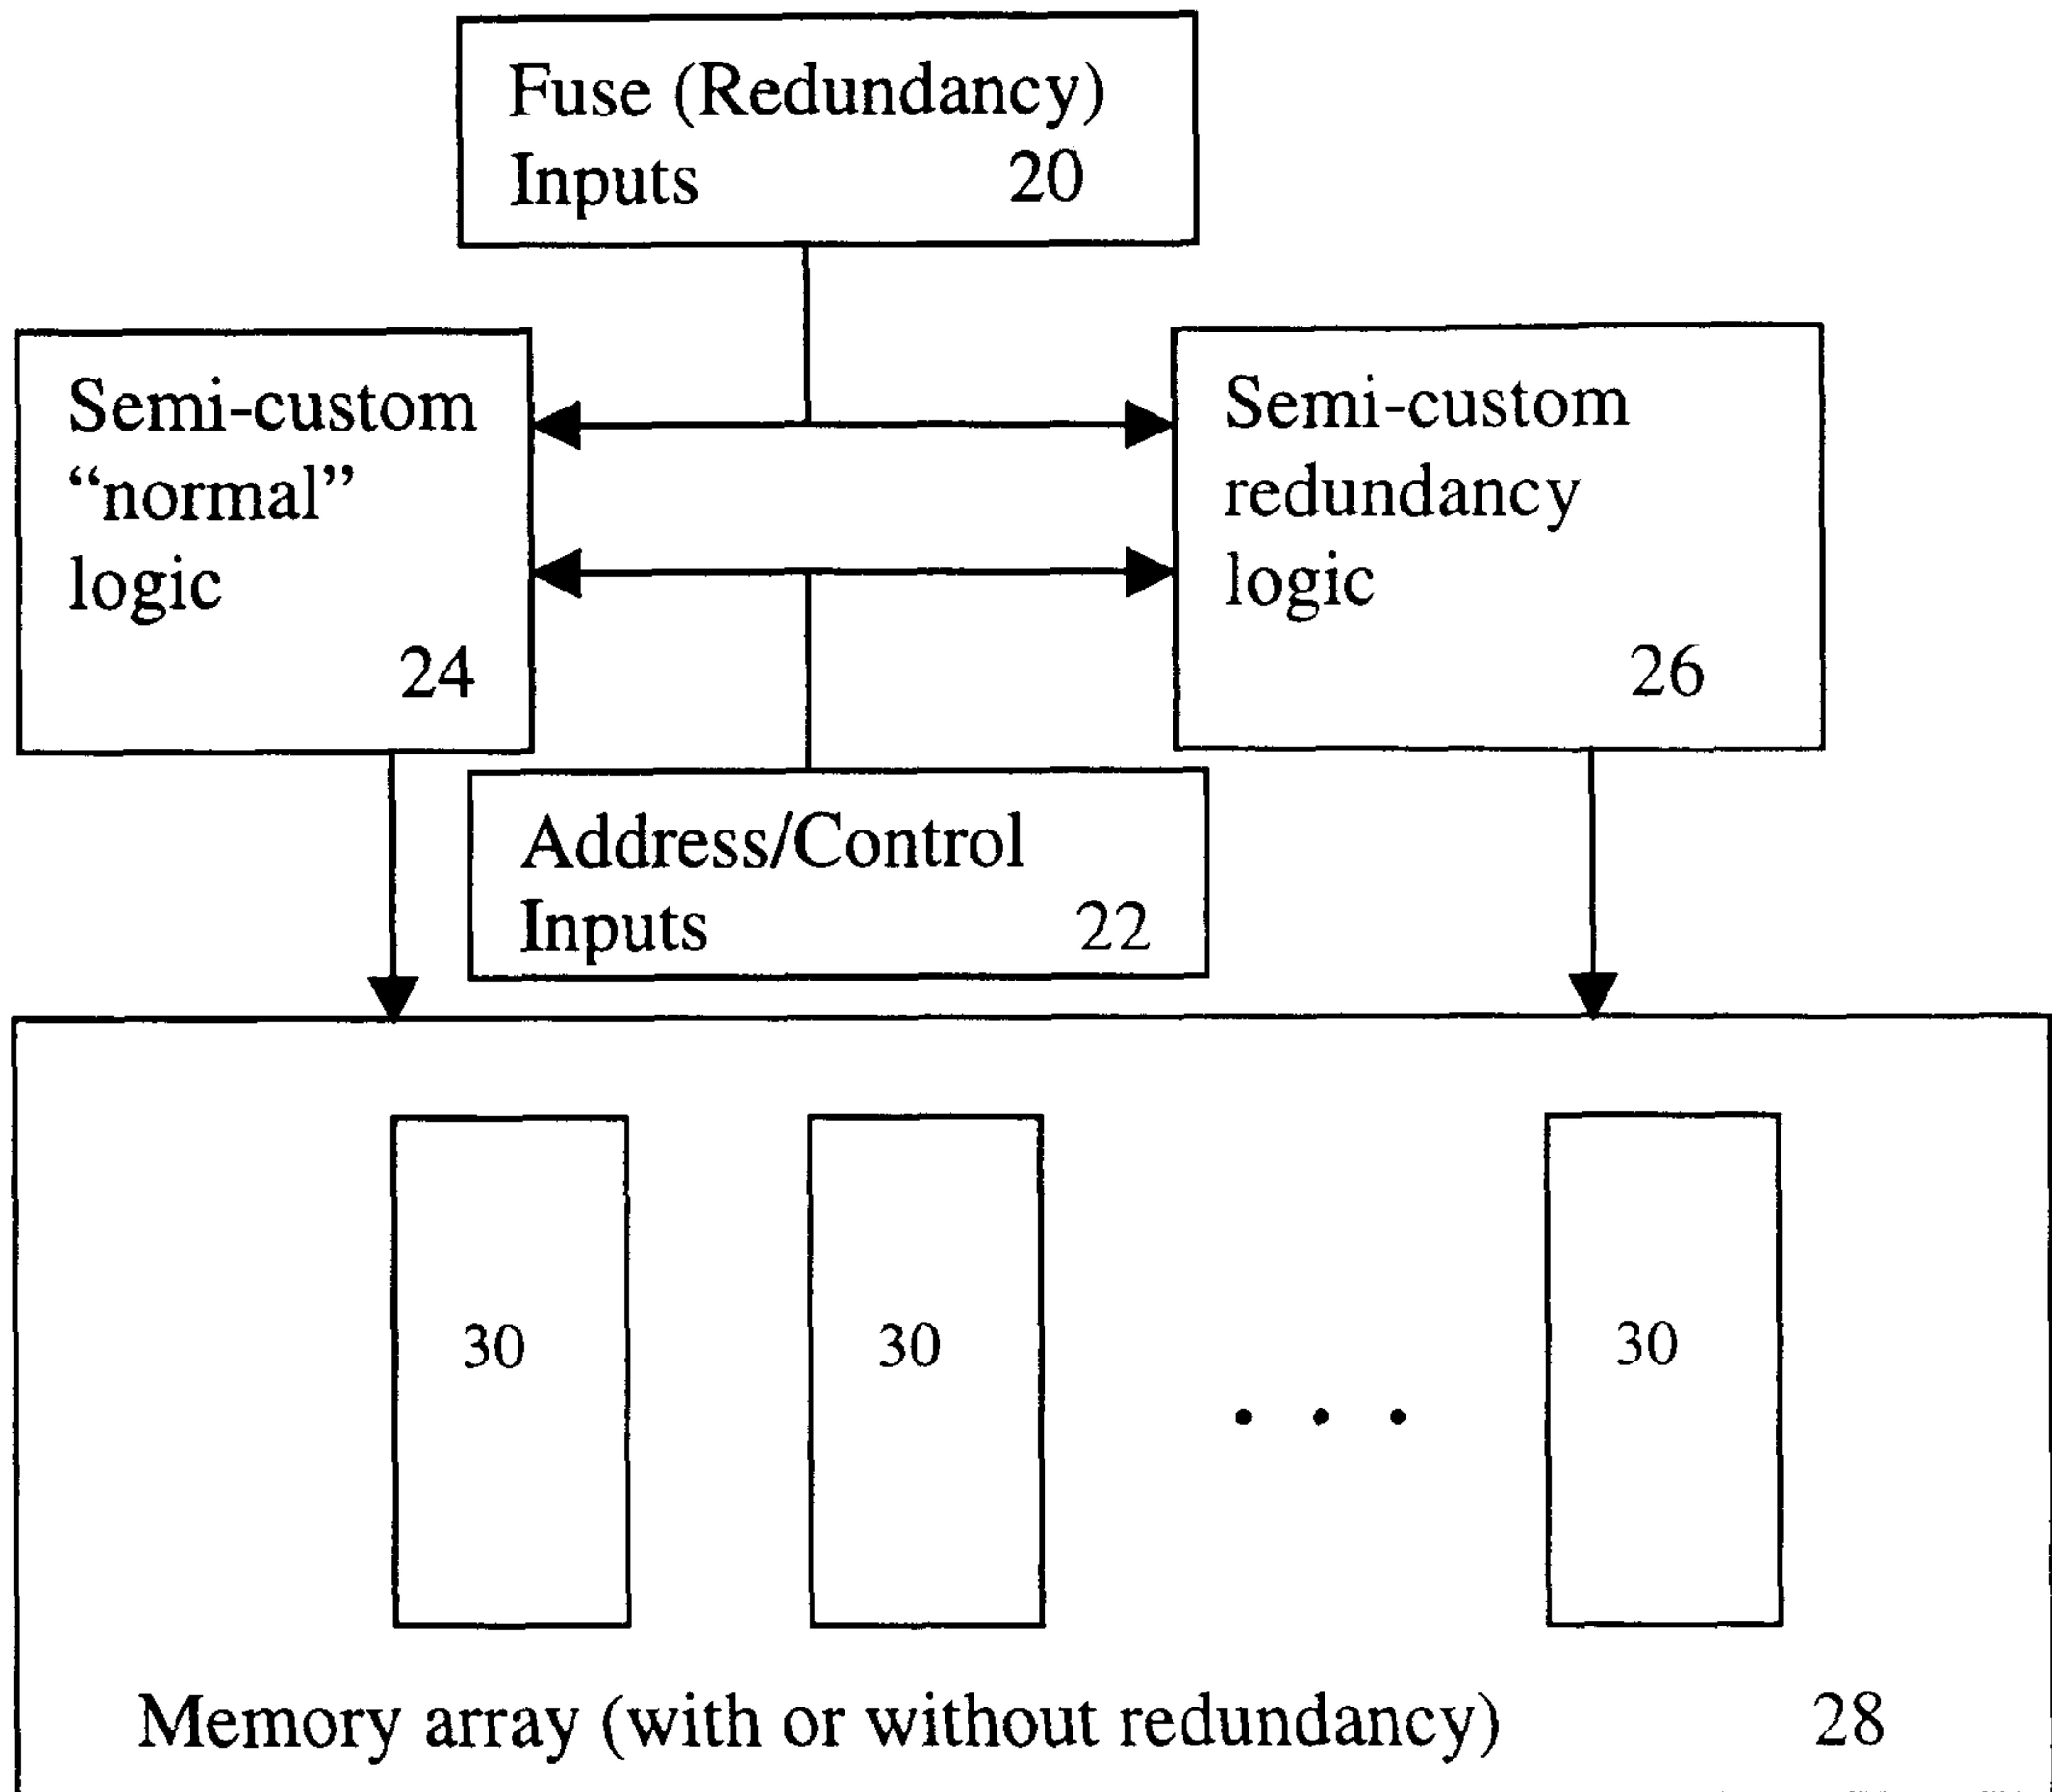 Fuse (Redundancy)
Inputs 20
Semi-custom
“normal”
logic
24
Semi-custom
redundancy
logic
26
Address/Control
Inputs 22
30
30
. . .
30
Memory array (with or without redundancy) 28